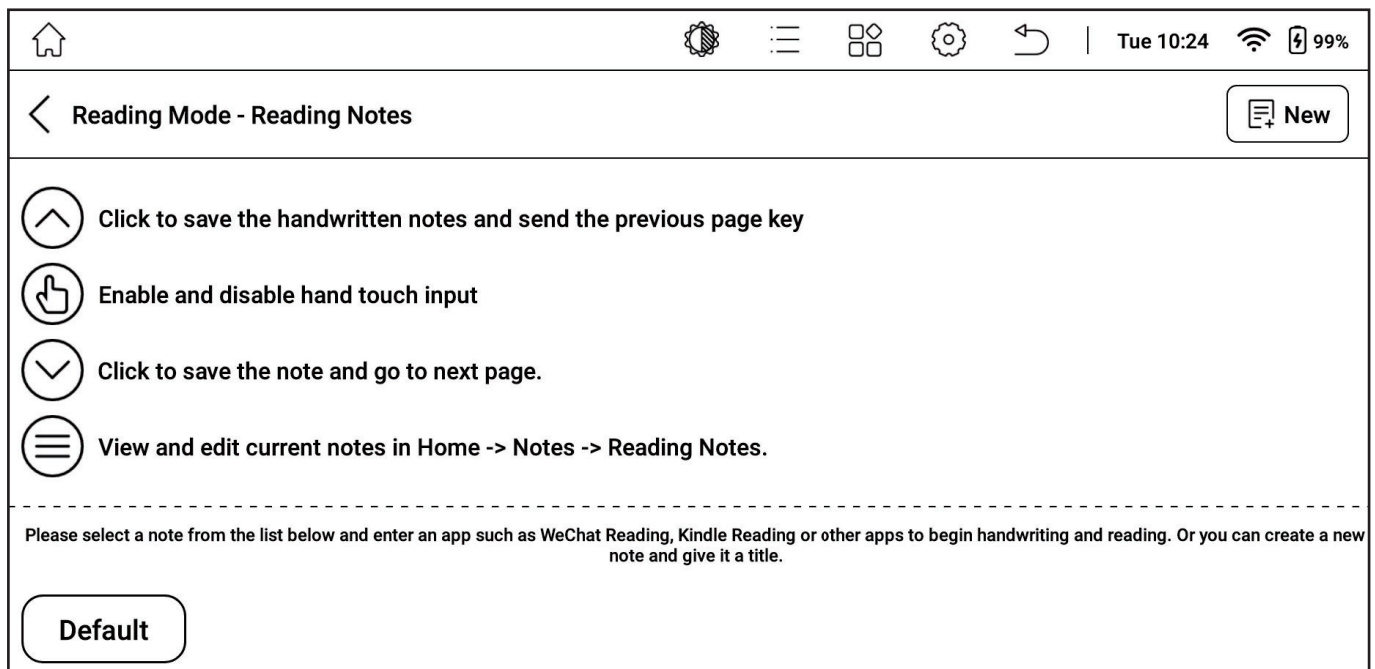 Tue 10:24 99%
Reading Mode - Reading Notes
New
Click to save the handwritten notes and send the previous page key
Enable and disable hand touch input
Click to save the note and go to next page.
View and edit current notes in Home -> Notes -> Reading Notes.
Please select a note from the list below and enter an app such as WeChat Reading, Kindle Reading or other apps to begin handwriting and reading. Or you can create a new
note and give it a title.
Default